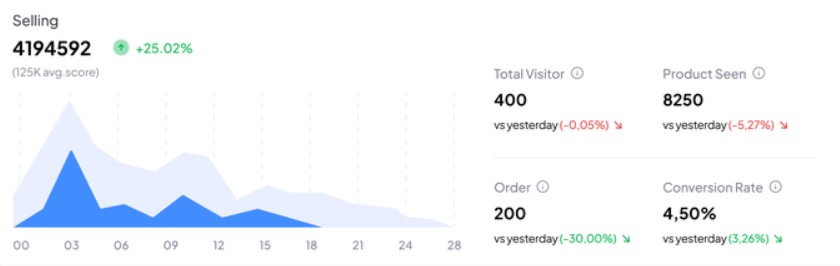 Selling
4194592 +25.02%
(125K avg.score)
00 03 06 09 12 15 18 21 24 28
Total Visitor
400
vs yesterday (-0,05%)
Product Seen
8250
vs yesterday (-5,27%)
Order
200
vs yesterday (-30,00%)
Conversion Rate
4,50%
vs yesterday (3,26%)